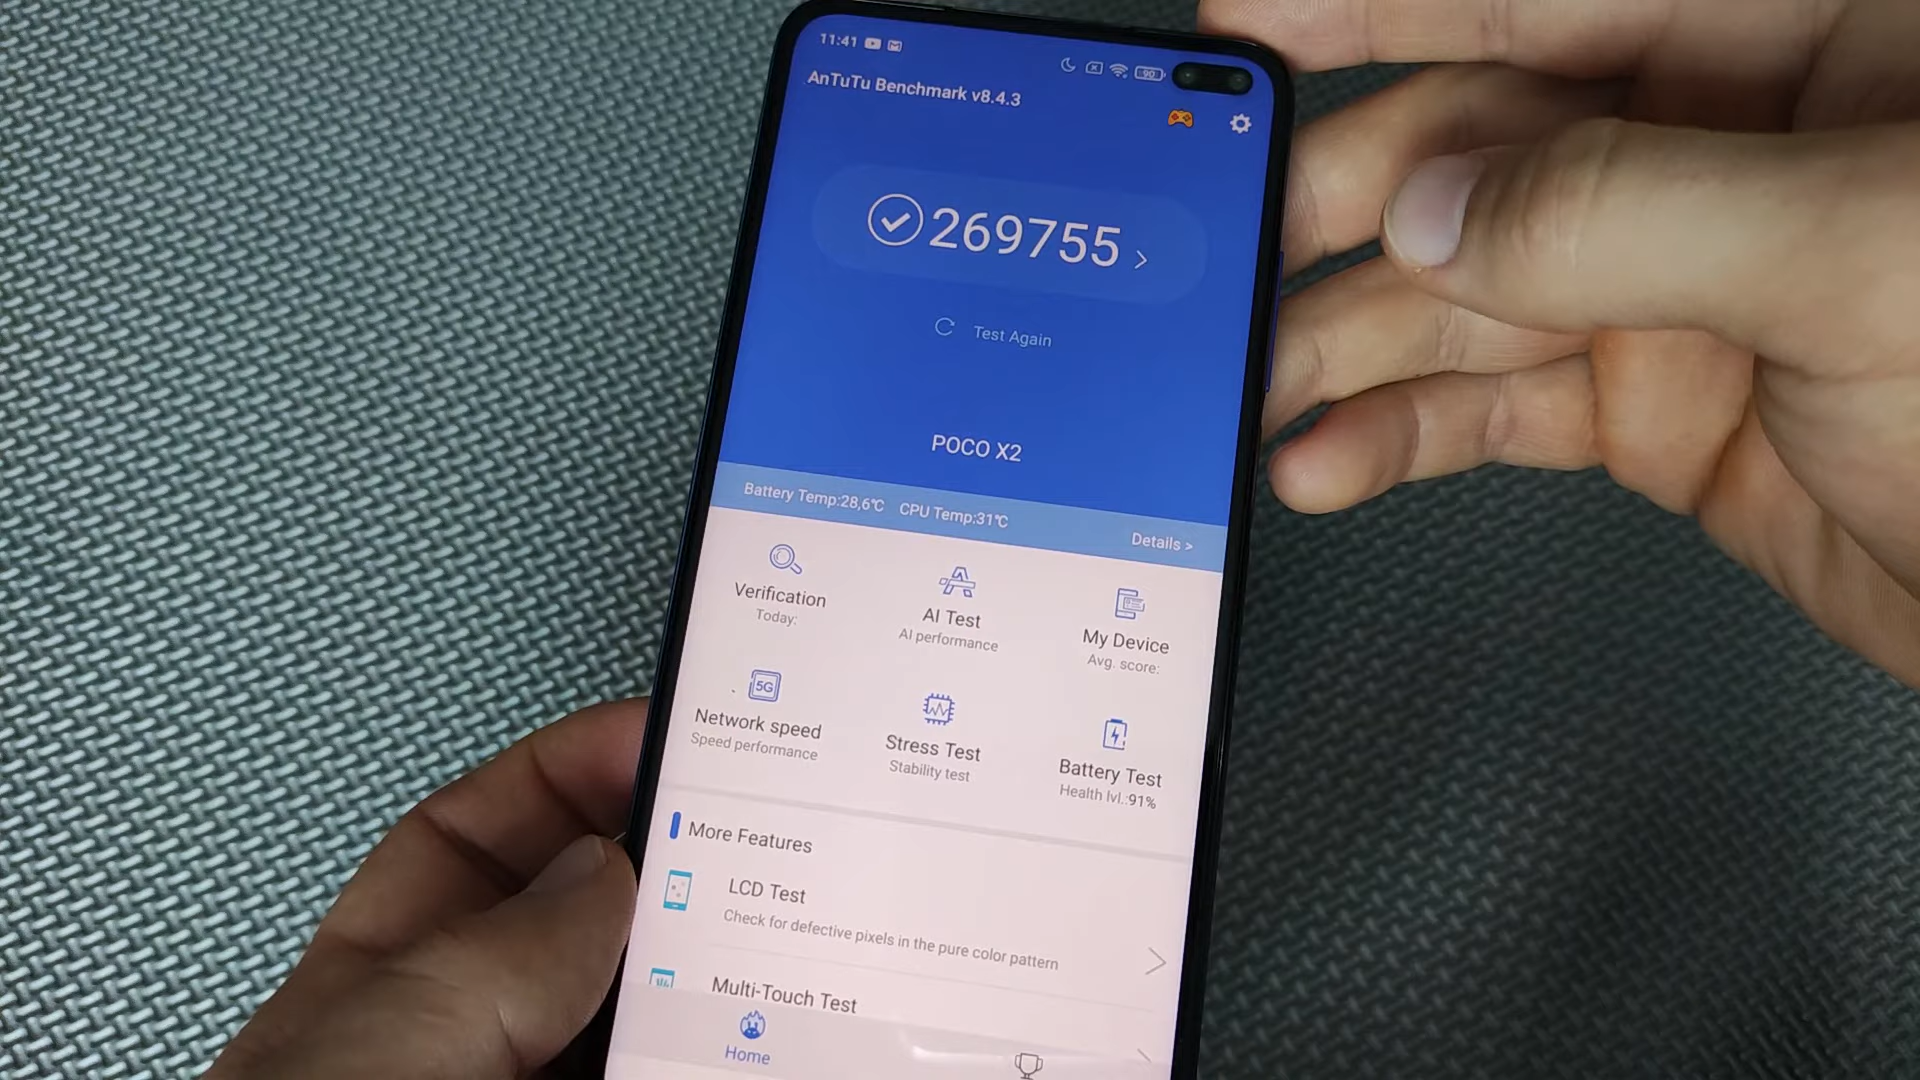 11:41
90
AnTuTu Benchmark v8.4.3
269755
Test Again
POCO X2
Battery Temp:28,6℃ CPU Temp:31℃ Details >
Verification
Today:
AI Test
AI performance
My Device
Avg. score:
5G
Network speed
Speed performance
Stress Test
Stability test
Battery Test
Health lvl.:91%
More Features
LCD Test
Check for defective pixels in the pure color pattern
Multi-Touch Test
Home